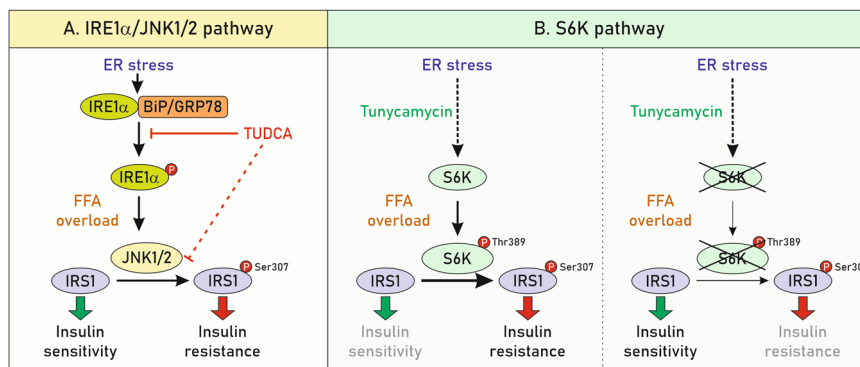 A. IRE1α/JNK1/2 pathway
ER stress
IRE1α
BiP/GRP78
TUDCA
IRE1α
P
FFA
overload
JNK1/2
IRS1
IRS1
P
Ser307
Insulin
sensitivity
Insulin
resistance
B. S6K pathway
ER stress
Tunycamycin
S6K
FFA
overload
P
Thr389
S6K
IRS1
IRS1
P
Ser307
Insulin
sensitivity
Insulin
resistance
ER stress
Tunycamycin
S6K
FFA
overload
P
Thr389
S6K
IRS1
IRS1
P
Ser30
Insulin
sensitivity
Insulin
resistance